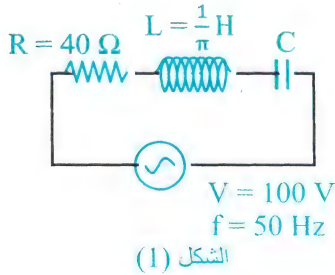 R = 40 Ω
L = 1/π H
C
V = 100 V
f = 50 Hz
الشكل (1)